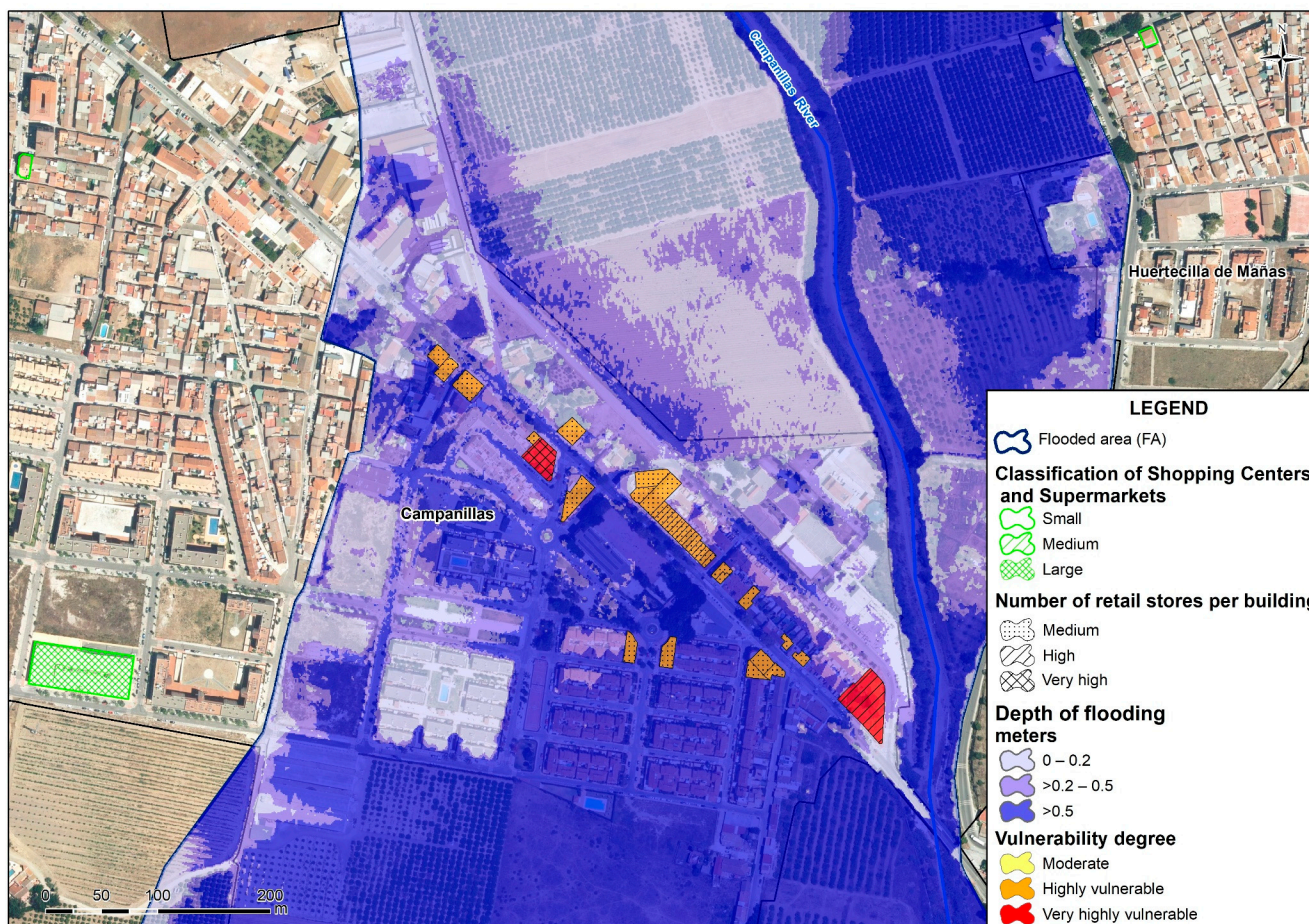 Campanillas River
N
Huertecilla de Mañas
Campanillas
LEGEND
Flooded area (FA)
Classification of Shopping Centers
and Supermarkets
Small
Medium
Large
Number of retail stores per building
Medium
High
Very high
Depth of flooding
meters
0 – 0.2
>0.2 – 0.5
>0.5
Vulnerability degree
Moderate
Highly vulnerable
Very highly vulnerable
0 50 100 200
m